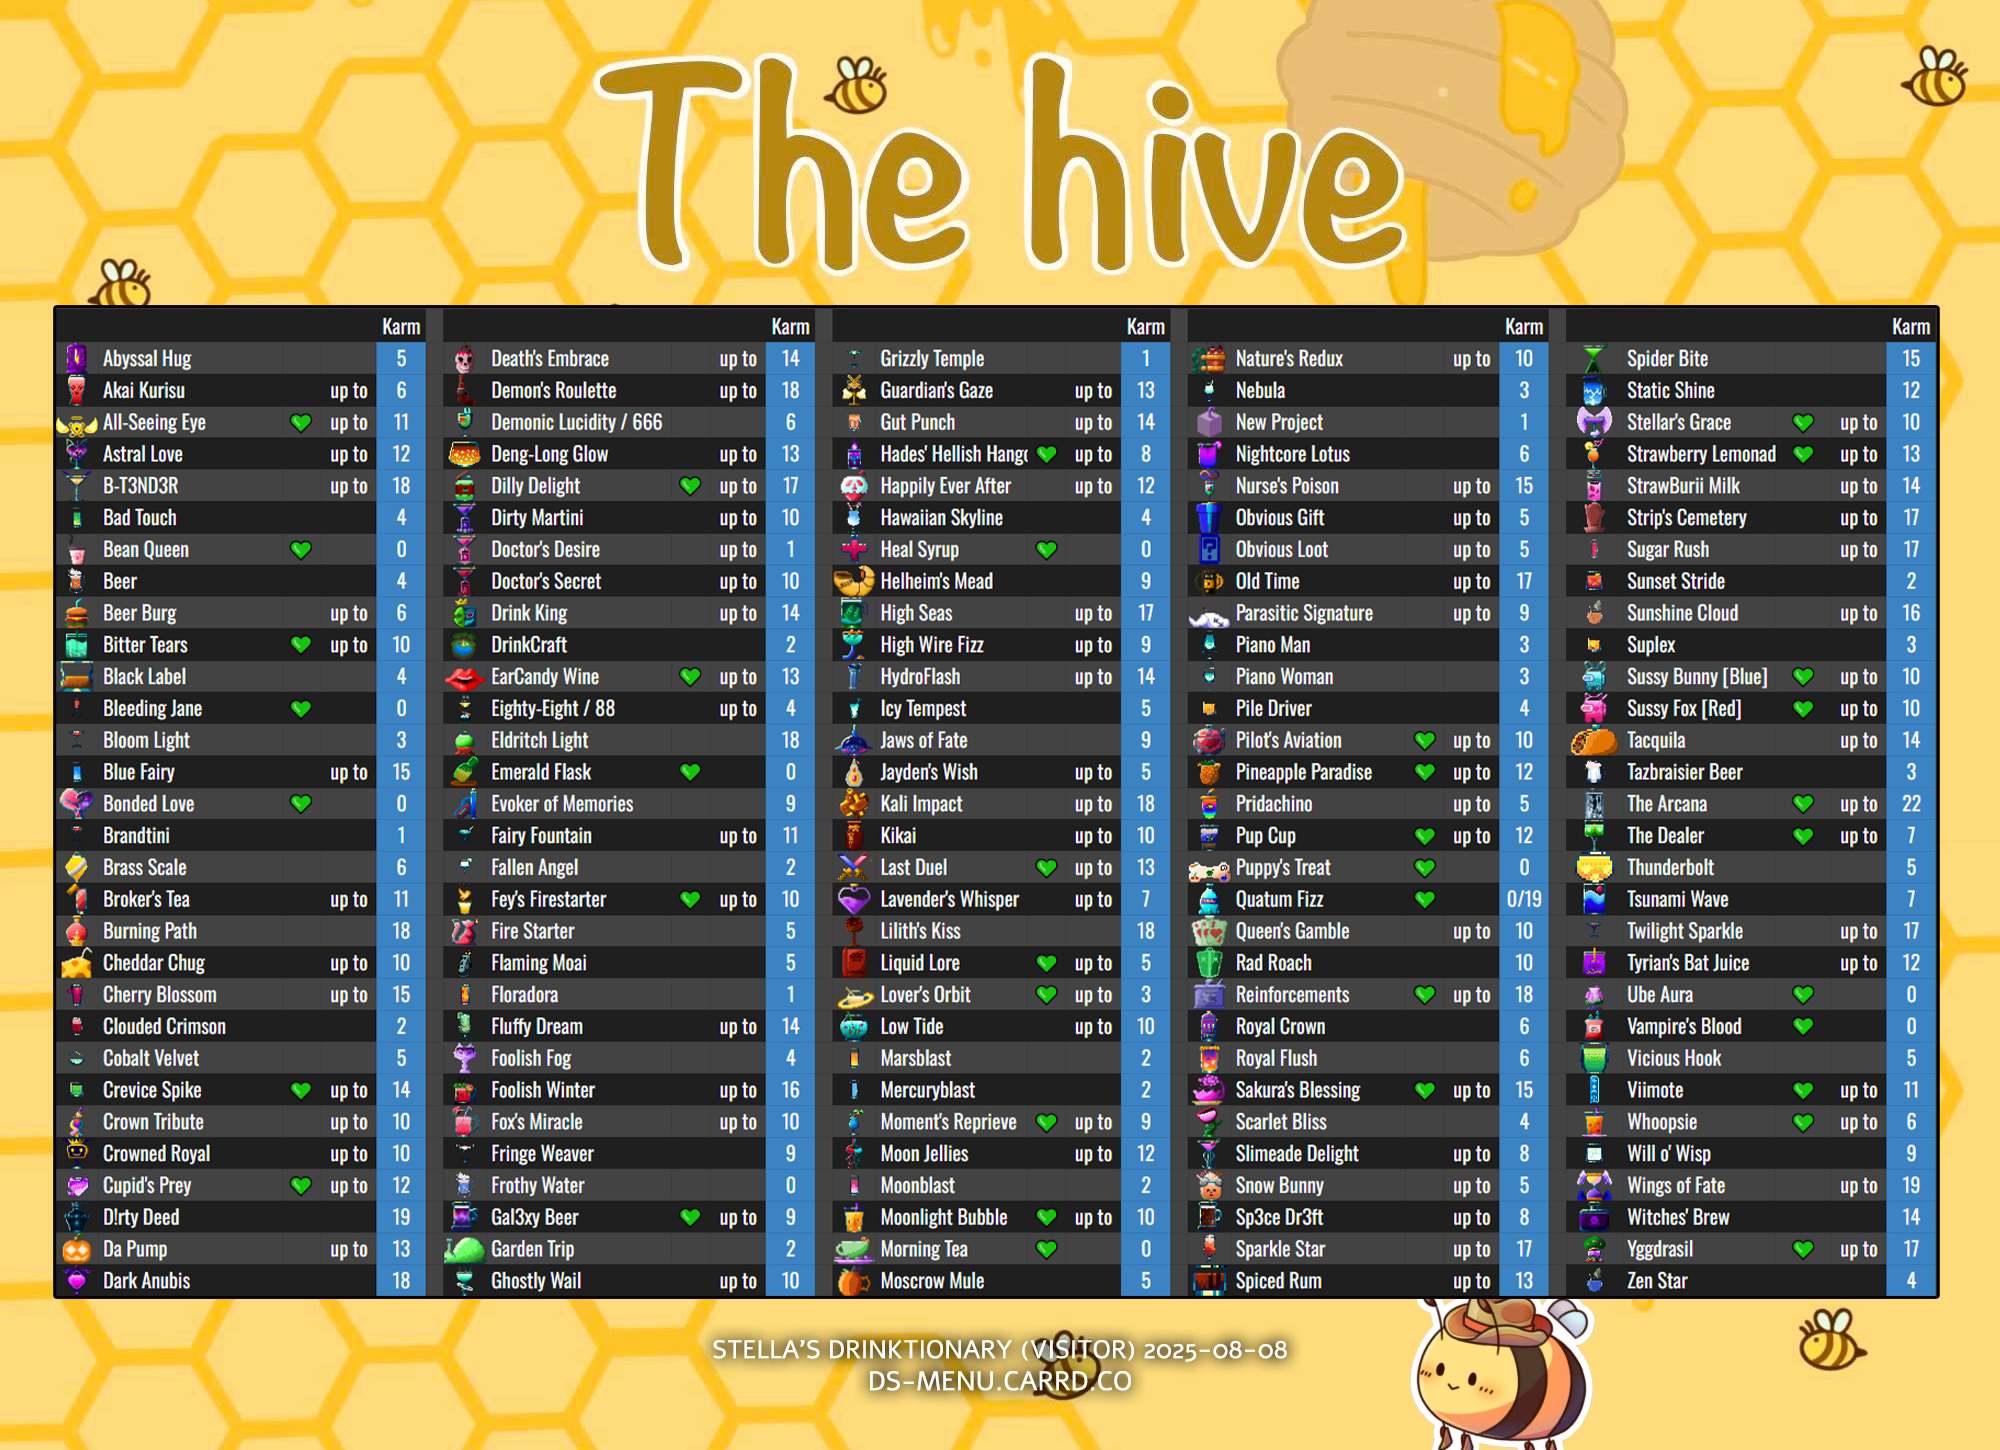 The hive
Karm
Abyssal Hug 5
Akai Kurisu up to 6
All-Seeing Eye up to 11
Astral Love up to 12
B-T3ND3R up to 18
Bad Touch 4
Bean Queen 0
Beer 4
Beer Burg up to 6
Bitter Tears up to 10
Black Label 4
Bleeding Jane 0
Bloom Light 3
Blue Fairy up to 15
Bonded Love 0
Brandtini 1
Brass Scale 6
Broker's Tea up to 11
Burning Path 18
Cheddar Chug up to 10
Cherry Blossom up to 15
Clouded Crimson 2
Cobalt Velvet 5
Crevice Spike up to 14
Crown Tribute up to 10
Crowned Royal up to 10
Cupid's Prey up to 12
D!rty Deed 19
Da Pump up to 13
Dark Anubis 18
Karm
Death's Embrace up to 14
Demon's Roulette up to 18
Demonic Lucidity / 666 6
Deng-Long Glow up to 13
Dilly Delight up to 17
Dirty Martini up to 10
Doctor's Desire up to 1
Doctor's Secret up to 10
Drink King up to 14
DrinkCraft 2
EarCandy Wine up to 13
Eighty-Eight / 88 up to 4
Eldritch Light 18
Emerald Flask 0
Evoker of Memories 9
Fairy Fountain up to 11
Fallen Angel 2
Fey's Firestarter up to 10
Fire Starter 5
Flaming Moai 5
Floradora 1
Fluffy Dream up to 14
Foolish Fog 4
Foolish Winter up to 16
Fox's Miracle up to 10
Fringe Weaver 9
Frothy Water 0
Gal3xy Beer up to 9
Garden Trip 2
Ghostly Wail up to 10
Karm
Grizzly Temple 1
Guardian's Gaze up to 13
Gut Punch up to 14
Hades' Hellish Hang up to 8
Happily Ever After up to 12
Hawaiian Skyline 4
Heal Syrup 0
Helheim's Mead 9
High Seas up to 17
High Wire Fizz up to 9
HydroFlash up to 14
Icy Tempest 5
Jaws of Fate 9
Jayden's Wish up to 5
Kali Impact up to 18
Kikai up to 10
Last Duel up to 13
Lavender's Whisper up to 7
Lilith's Kiss 18
Liquid Lore up to 5
Lover's Orbit up to 3
Low Tide up to 10
Marsblast 2
Mercuryblast 2
Moment's Reprieve up to 9
Moon Jellies up to 12
Moonblast 2
Moonlight Bubble up to 10
Morning Tea 0
Moscrow Mule 5
Karm
Nature's Redux up to 10
Nebula 3
New Project 1
Nightcore Lotus 6
Nurse's Poison up to 15
Obvious Gift up to 5
Obvious Loot up to 5
Old Time up to 17
Parasitic Signature up to 9
Piano Man 3
Piano Woman 3
Pile Driver 4
Pilot's Aviation up to 10
Pineapple Paradise up to 12
Pridachino up to 5
Pup Cup up to 12
Puppy's Treat 0
Quatum Fizz 0/19
Queen's Gamble up to 10
Rad Roach 10
Reinforcements up to 18
Royal Crown 6
Royal Flush 6
Sakura's Blessing up to 15
Scarlet Bliss 4
Slimeade Delight up to 8
Snow Bunny up to 5
Sp3ce Dr3ft up to 8
Sparkle Star up to 17
Spiced Rum up to 13
Karm
Spider Bite 15
Static Shine 12
Stellar's Grace up to 10
Strawberry Lemonad up to 13
StrawBurii Milk up to 14
Strip's Cemetery up to 17
Sugar Rush up to 17
Sunset Stride 2
Sunshine Cloud up to 16
Suplex 3
Sussy Bunny [Blue] up to 10
Sussy Fox [Red] up to 10
Tacquila up to 14
Tazbraisier Beer 3
The Arcana up to 22
The Dealer up to 7
Thunderbolt 5
Tsunami Wave 7
Twilight Sparkle up to 17
Tyrian's Bat Juice up to 12
Ube Aura 0
Vampire's Blood 0
Vicious Hook 5
Viimote up to 11
Whoopsie up to 6
Will o' Wisp 9
Wings of Fate up to 19
Witches' Brew 14
Yggdrasil up to 17
Zen Star 4
STELLA'S DRINKTIONARY (VISITOR) 2025-08-08
DS-MENU.CARRD.CO